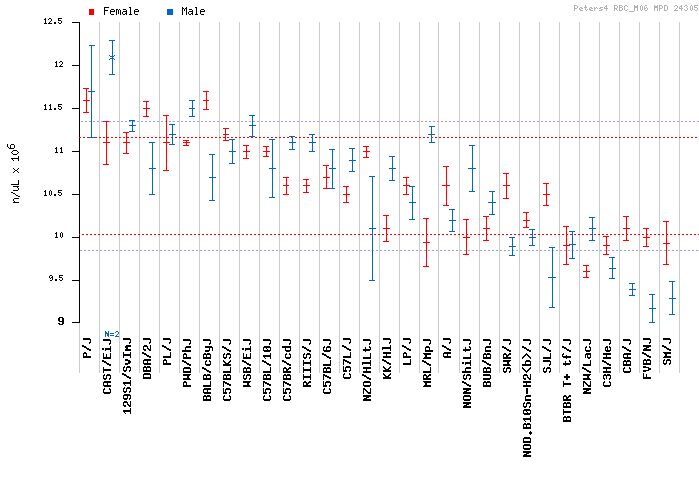 Female Male
Peters4 RBC_M06 MPD 24305
12.5
12
11.5
11
10.5
10
9.5
9
n/uL x 10^6
N=2
P/J
CAST/EiJ
129S1/SvImJ
DBA/2J
PL/J
PWD/PhJ
BALB/cByJ
C57BLKS/J
WSB/EiJ
C57BL/10J
C57BR/cdJ
RIIIS/J
C57BL/6J
C57L/J
NZO/HlLtJ
KK/HlJ
LP/J
MRL/MpJ
A/J
NON/ShiLtJ
BUB/BnJ
SWR/J
NOD.B10Sn-H2<b>/J
SJL/J
BTBR T+ tf/J
NZW/LacJ
C3H/HeJ
CBA/J
FVB/NJ
SM/J